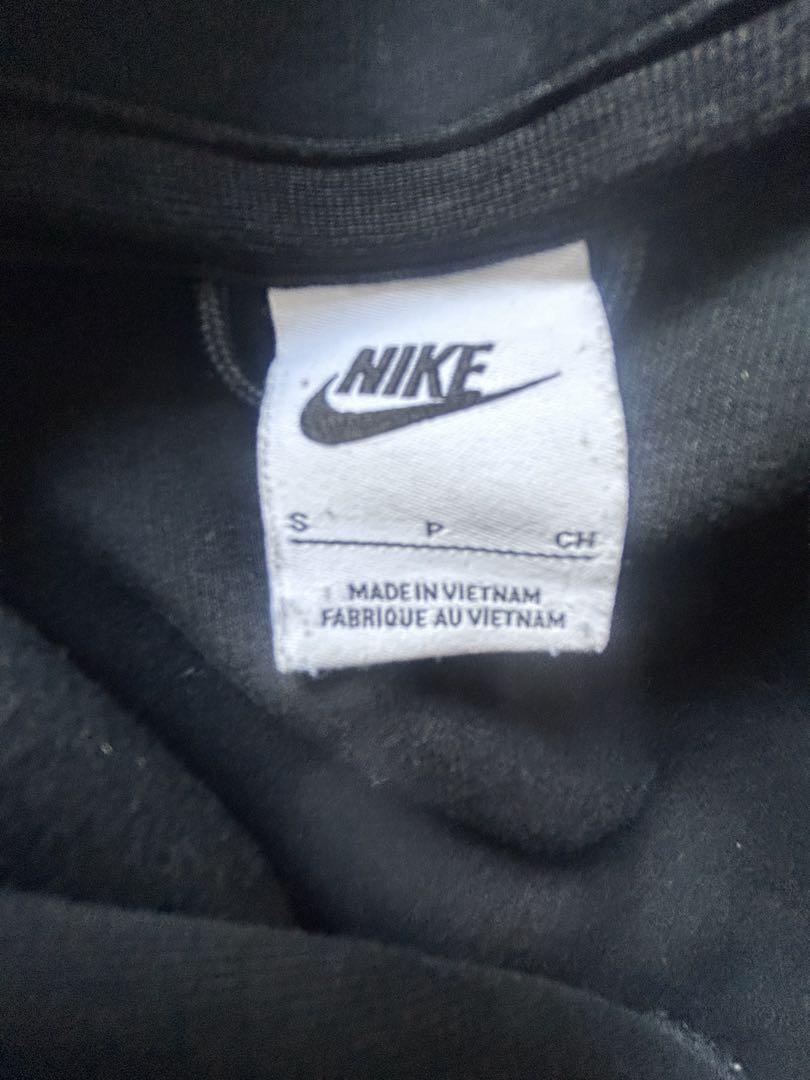 NIKE
S P CH
MADE IN VIETNAM
FABRIQUE AU VIETNAM